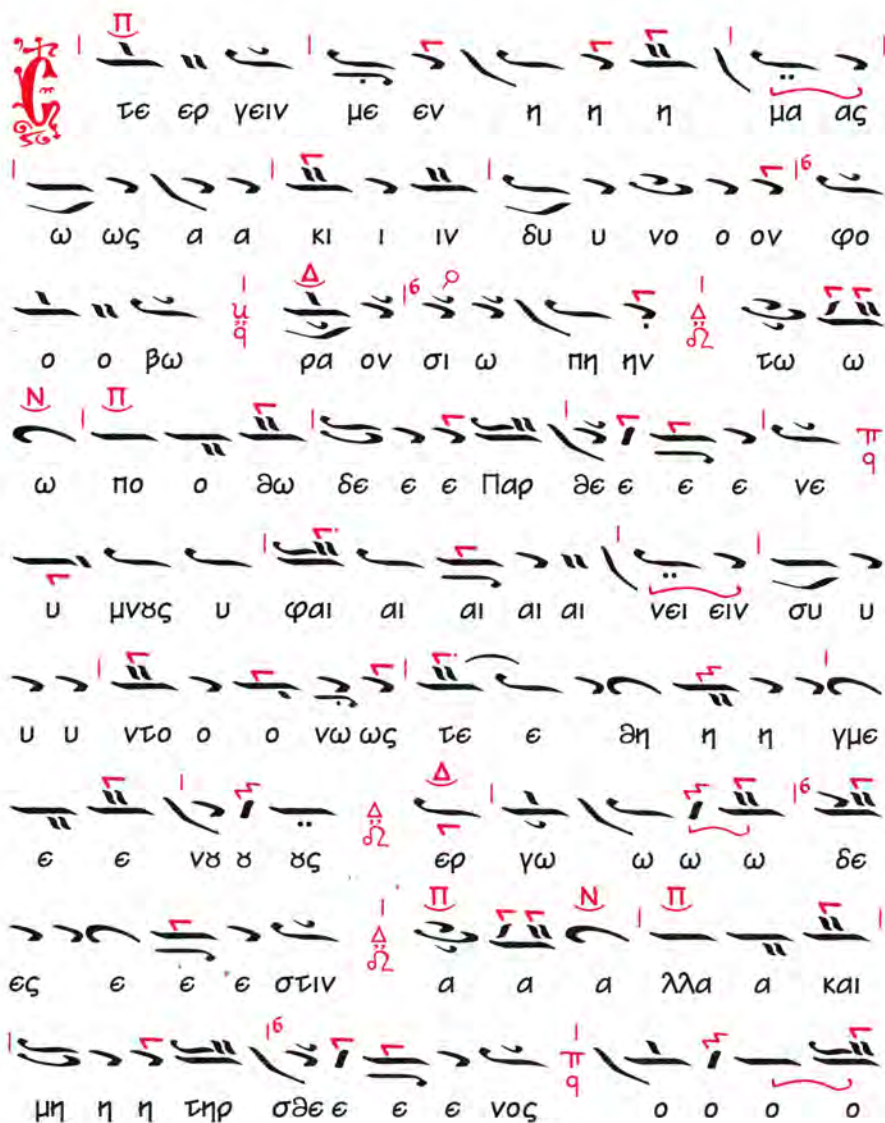 Ϲ τε ερ γειν με εν η η η μα ας
ω ως α α κι ι ιν δυ υ νο ο ον φο
ο ο βω ρα ον σι ω πη ην τω ω
ω πο ο θω δε ε ε Παρ θε ε ε ε νε
υ μνȣς υ φαι αι αι αι αι νει ειν συ υ
υ υ ντο ο ο νω ως τε ε θη η η γμε
ε ε νȣ ȣ ȣς ερ γω ω ω ω δε
ες ε ε ε στιν α α α λλα α και
μη η η τηρ σθε ε ε ε νος ο ο ο ο